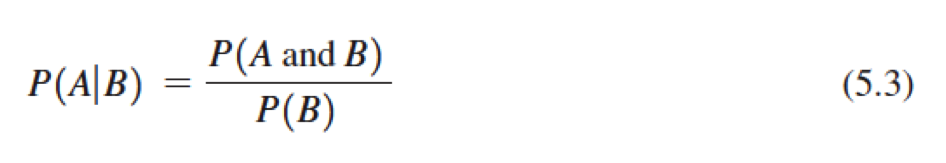 P(A|B) = P(A and B) / P(B) (5.3)